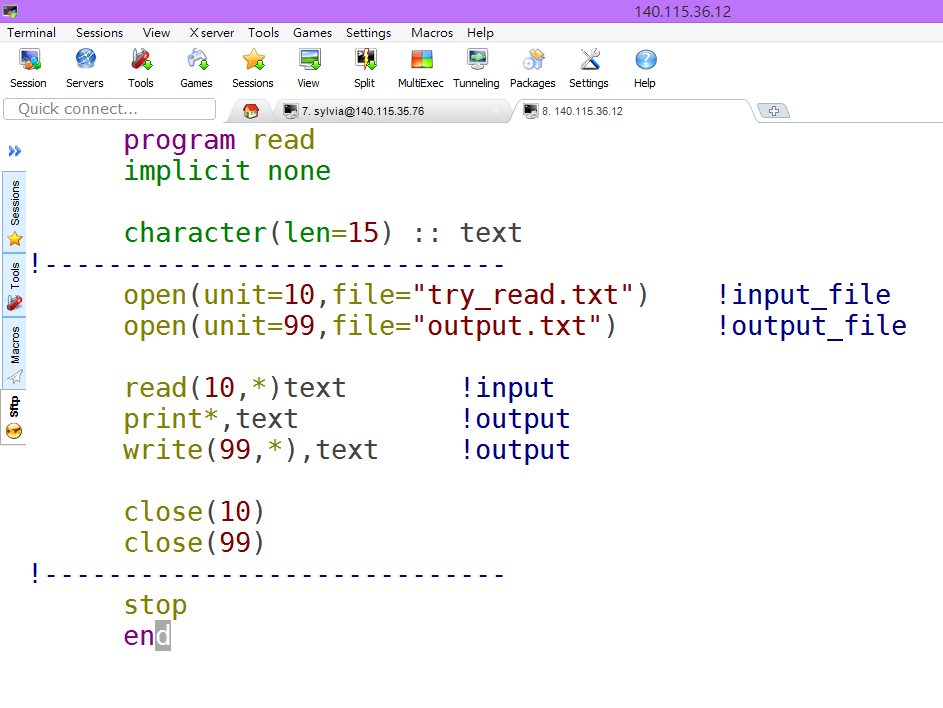 140.115.36.12
Terminal Sessions View X server Tools Games Settings Macros Help
Session Servers Tools Games Sessions View Split MultiExec Tunneling Packages Settings Help
Quick connect... 7. sylvia@140.115.35.76 8. 140.115.36.12
Sessions
Tools
Macros
Sftp
program read
implicit none
character(len=15) :: text
!-----------------------------
open(unit=10,file="try_read.txt") !input_file
open(unit=99,file="output.txt") !output_file
read(10,*)text !input
print*,text !output
write(99,*),text !output
close(10)
close(99)
!-----------------------------
stop
end